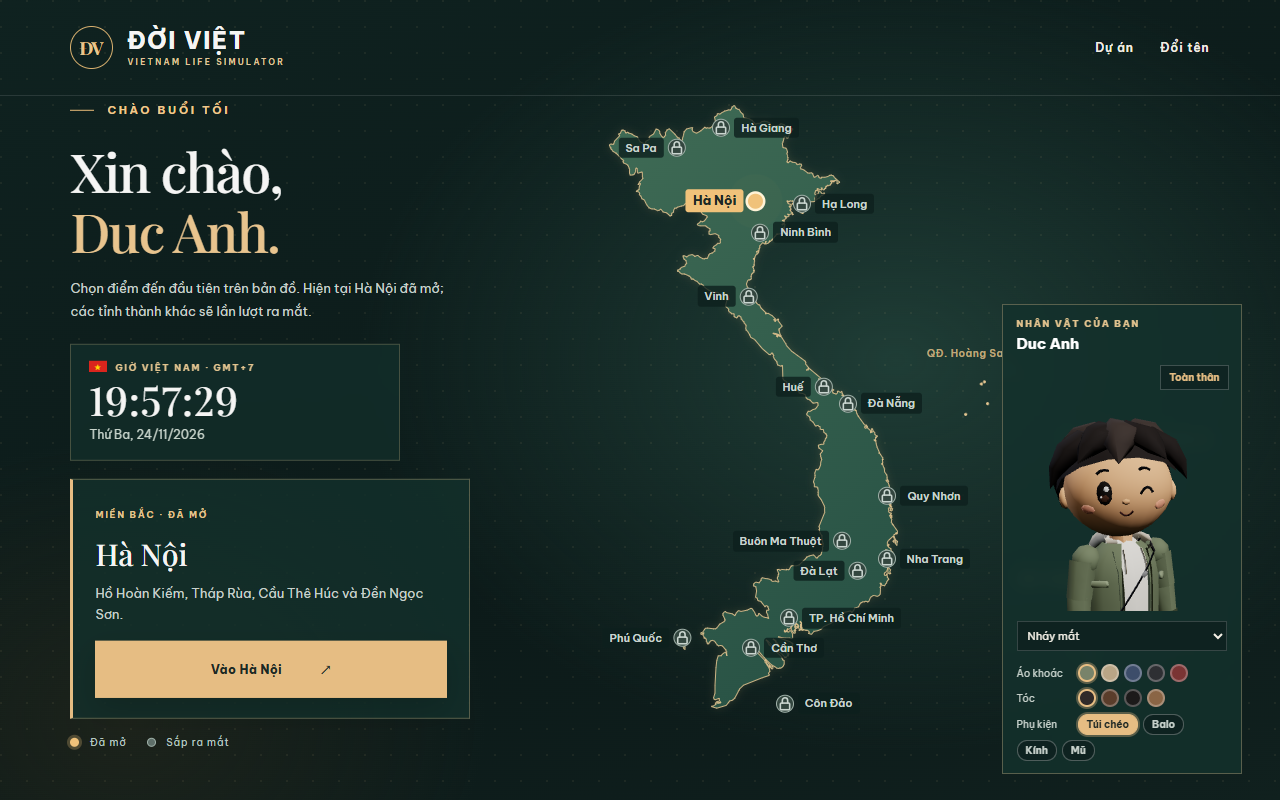 ĐV
ĐỜI VIỆT
VIETNAM LIFE SIMULATOR
Dự án
Đổi tên
CHÀO BUỔI TỐI
Xin chào,
Duc Anh.
Chọn điểm đến đầu tiên trên bản đồ. Hiện tại Hà Nội đã mở;
các tỉnh thành khác sẽ lần lượt ra mắt.
GIỜ VIỆT NAM · GMT+7
19:57:29
Thứ Ba, 24/11/2026
MIỀN BẮC · ĐÃ MỞ
Hà Nội
Hồ Hoàn Kiếm, Tháp Rùa, Cầu Thê Húc và Đền Ngọc
Sơn.
Vào Hà Nội ↗
Đã mở
Sắp ra mắt
Hà Giang
Sa Pa
Hà Nội
Hạ Long
Ninh Bình
Vinh
QĐ. Hoàng Sa
Huế
Đà Nẵng
Quy Nhơn
Buôn Ma Thuột
Nha Trang
Đà Lạt
TP. Hồ Chí Minh
Phú Quốc
Cần Thơ
Côn Đảo
NHÂN VẬT CỦA BẠN
Duc Anh
Toàn thân
Nháy mắt
Áo khoác
Tóc
Phụ kiện
Túi chéo
Balo
Kính
Mũ